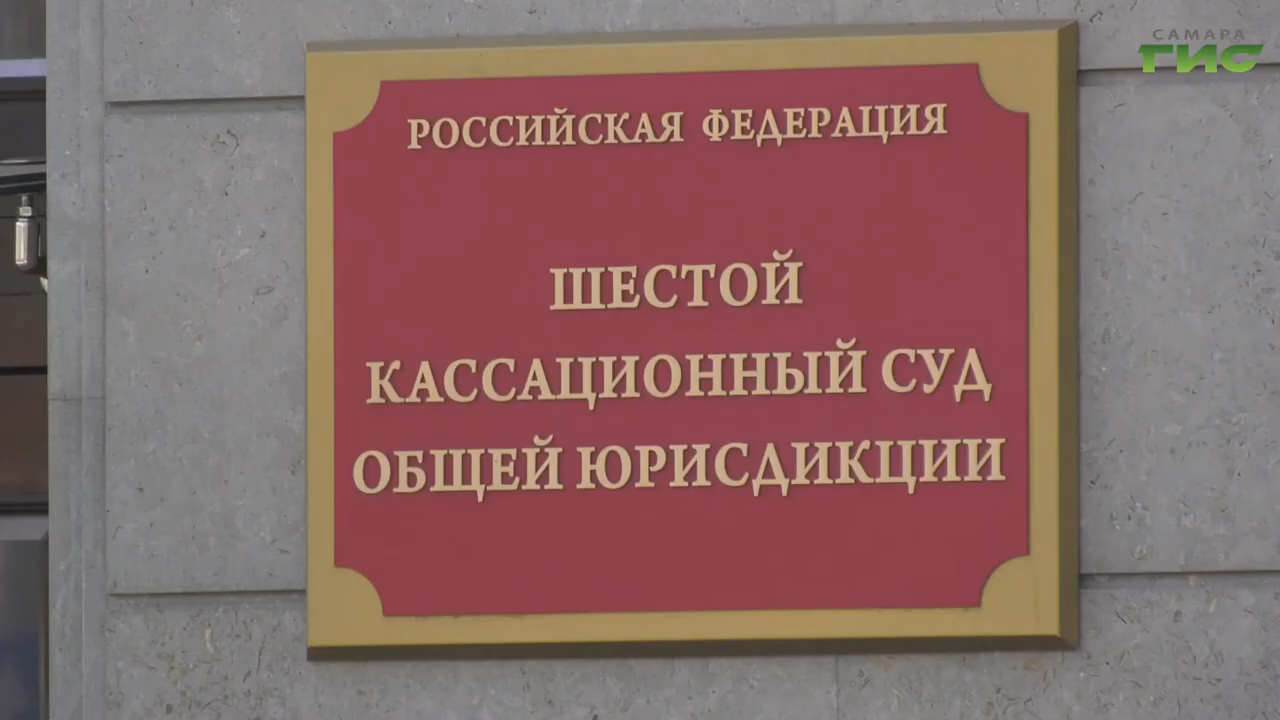 САМАРА
ГИС
РОССИЙСКАЯ ФЕДЕРАЦИЯ
ШЕСТОЙ
КАССАЦИОННЫЙ СУД
ОБЩЕЙ ЮРИСДИКЦИИ